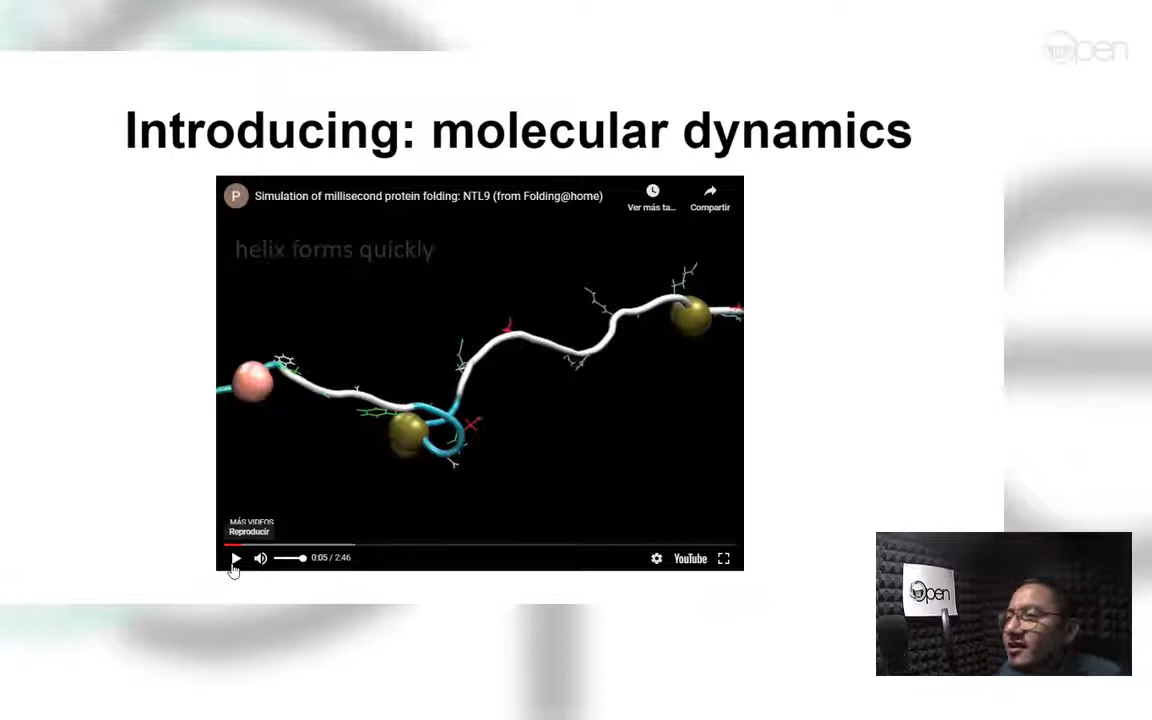 Open
Introducing: molecular dynamics
P
Simulation of millisecond protein folding: NTL9 (from Folding@home)
Ver más ta...
Compartir
helix forms quickly
MÁS VIDEOS
Reproducir
0:05 / 2:46
YouTube
Open